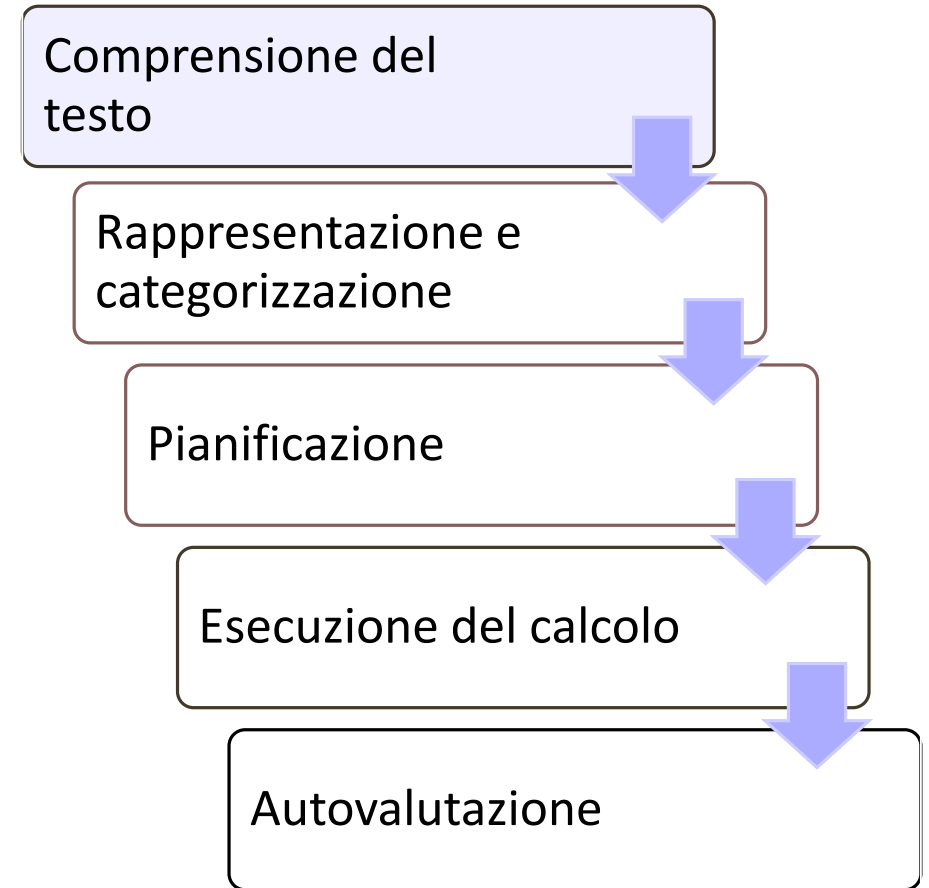 Comprensione del
testo
Rappresentazione e
categorizzazione
Pianificazione
Esecuzione del calcolo
Autovalutazione